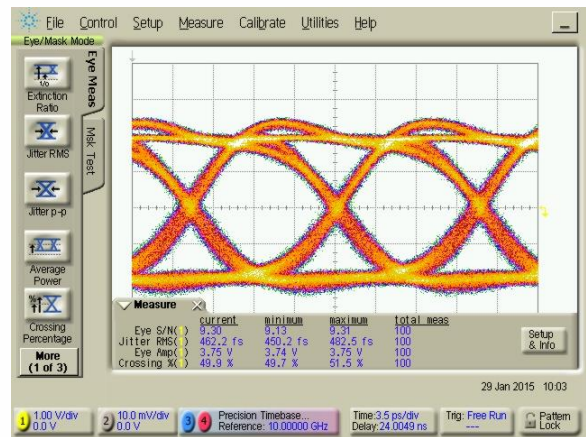 File Control Setup Measure Calibrate Utilities Help
Eye/Mask Mode
Eye Meas
Msk Test
Extinction
Ratio
Jitter RMS
Jitter p-p
Average
Power
Crossing
Percentage
More
(1 of 3)
Measure
current minimum maximum total meas
Eye S/N(1) 9.30 9.13 9.31 100
Jitter RMS(1) 462.2 fs 450.2 fs 482.5 fs 100
Eye Amp(1) 3.75 V 3.74 V 3.75 V 100
Crossing %(1) 49.9 % 49.7 % 51.5 % 100
Setup
& Info
29 Jan 2015 10:03
1 1.00 V/div
0.0 V
2 10.0 mV/div
0.0 V
3 4 Precision Timebase...
Reference: 10.00000 GHz
Time:3.5 ps/div
Delay:24.0049 ns
Trig: Free Run
---
Pattern
Lock